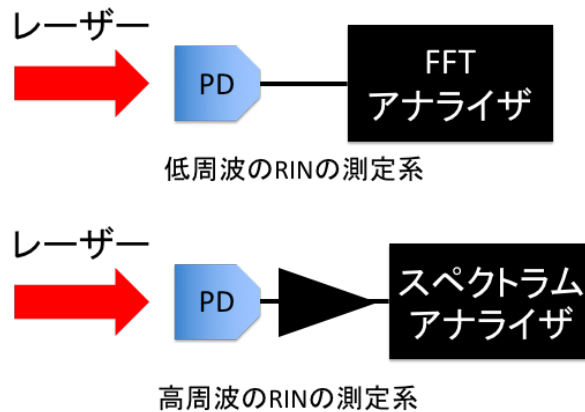 レーザー
PD
FFT
アナライザ
低周波のRINの測定系
レーザー
PD
スペクトラム
アナライザ
高周波のRINの測定系